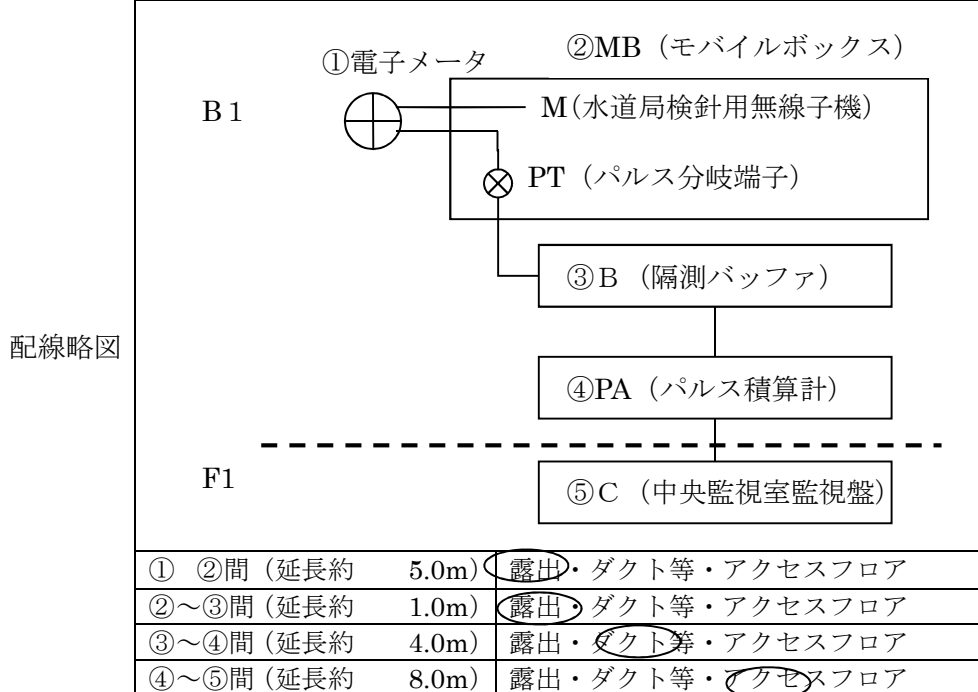 ②MB（モバイルボックス）
①電子メータ
B1
M(水道局検針用無線子機)
PT（パルス分岐端子）
③B （隔測バッファ）
配線略図
④PA（パルス積算計）
F1
⑤C （中央監視室監視盤)
① ②間（延長約 5.0m） 露出・ダクト等・アクセスフロア
②～③間（延長約 1.0m） 露出・ダクト等・アクセスフロア
③～④間（延長約 4.0m） 露出・ダクト等・アクセスフロア
④～⑤間（延長約 8.0m） 露出・ダクト等・アクセスフロア